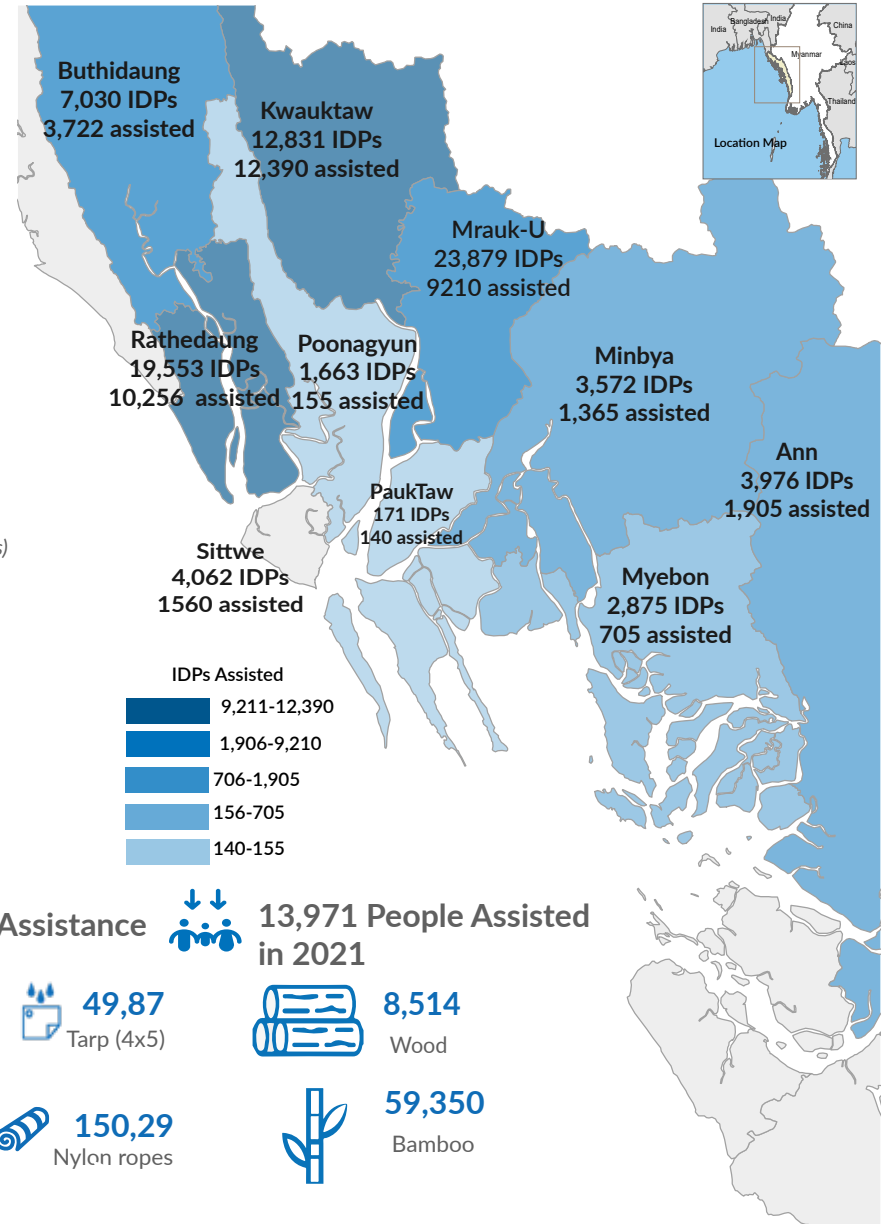 India
Bangladesh
India
China
Myanmar
Laos
Thailand
Location Map
Buthidaung
7,030 IDPs
3,722 assisted
Kwauktaw
12,831 IDPs
12,390 assisted
Mrauk-U
23,879 IDPs
9210 assisted
Rathedaung
19,553 IDPs
10,256 assisted
Poonagyun
1,663 IDPs
155 assisted
Minbya
3,572 IDPs
1,365 assisted
Ann
3,976 IDPs
1,905 assisted
PaukTaw
171 IDPs
140 assisted
s)
Sittwe
4,062 IDPs
1560 assisted
Myebon
2,875 IDPs
705 assisted
IDPs Assisted
9,211-12,390
1,906-9,210
706-1,905
156-705
140-155
Assistance
13,971 People Assisted
in 2021
49,87
Tarp (4x5)
8,514
Wood
150,29
Nylon ropes
59,350
Bamboo